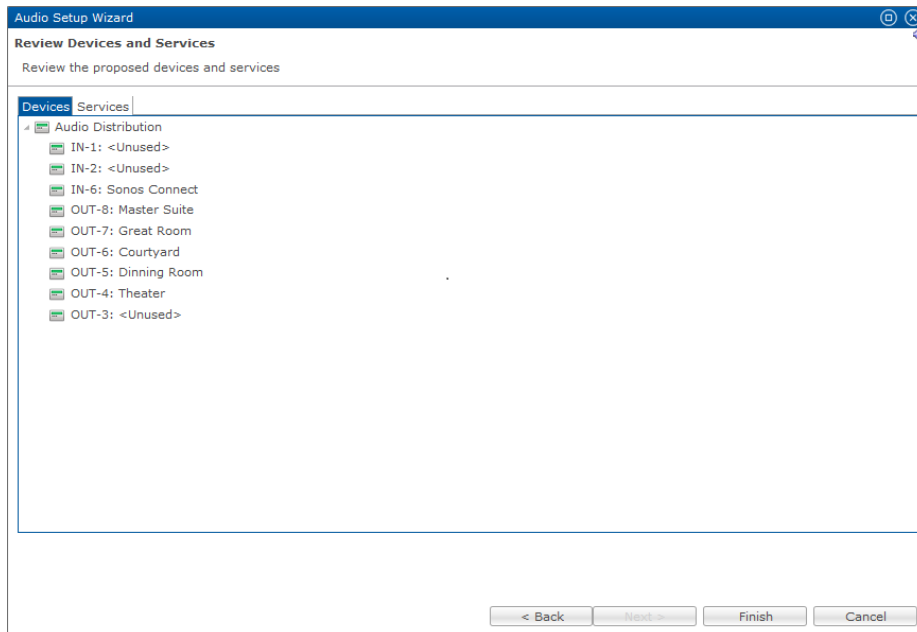 Audio Setup Wizard
Review Devices and Services
Review the proposed devices and services
Devices Services
Audio Distribution
IN-1: <Unused>
IN-2: <Unused>
IN-6: Sonos Connect
OUT-8: Master Suite
OUT-7: Great Room
OUT-6: Courtyard
OUT-5: Dinning Room
OUT-4: Theater
OUT-3: <Unused>
< Back Next > Finish Cancel